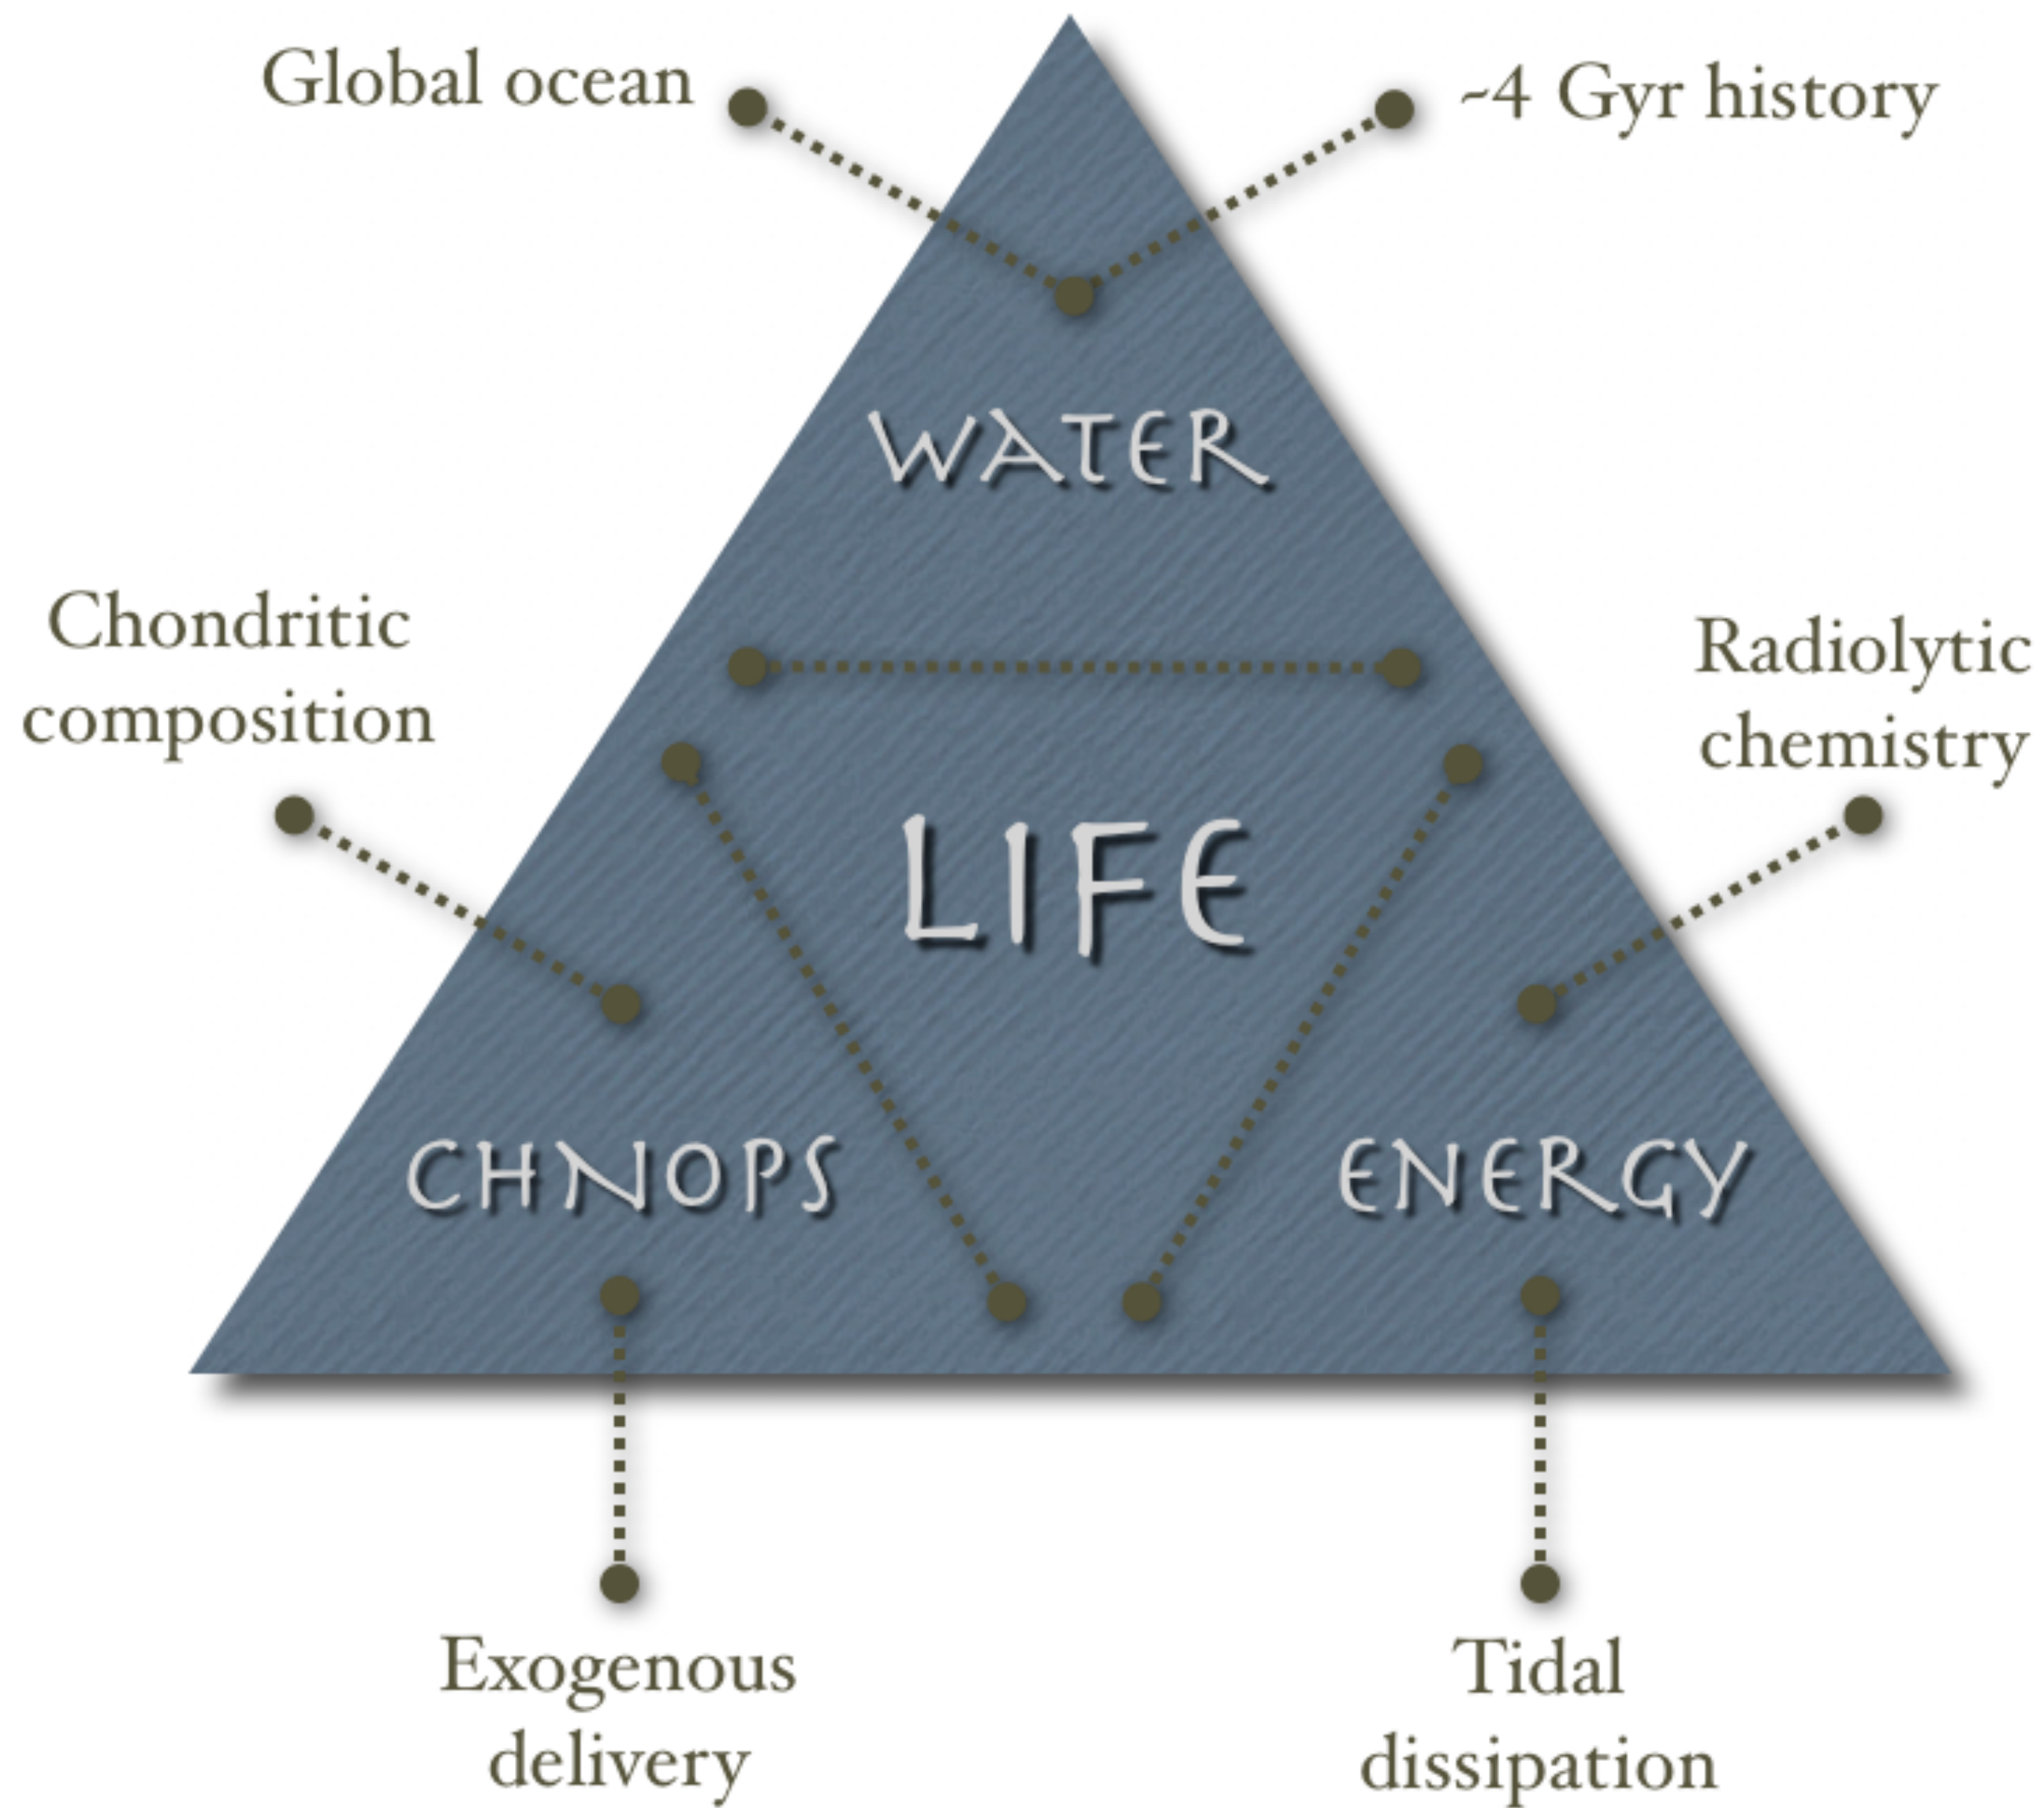 Global ocean
~4 Gyr history
WATER
Chondritic
composition
Radiolytic
chemistry
LIFE
CHNOPS
ENERGY
Exogenous
delivery
Tidal
dissipation